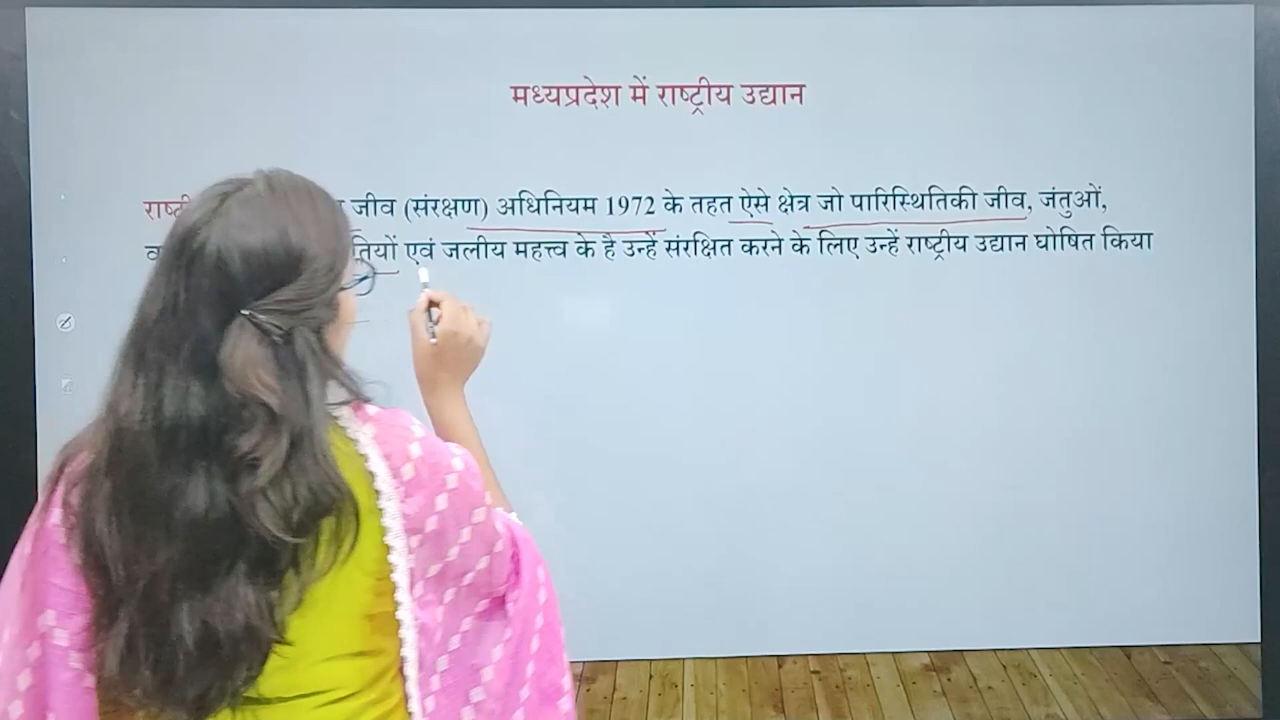 मध्यप्रदेश में राष्ट्रीय उद्यान
जीव (संरक्षण) अधिनियम 1972 के तहत ऐसे क्षेत्र जो पारिस्थितिकी जीव, जंतुओं,
एवं जलीय महत्त्व के है उन्हें संरक्षित करने के लिए उन्हें राष्ट्रीय उद्यान घोषित किया